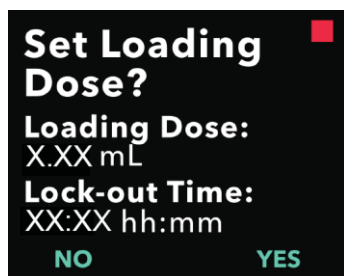 Set Loading
Dose?
Loading Dose:
X.XX mL
Lock-out Time:
XX:XX hh:mm
NO YES